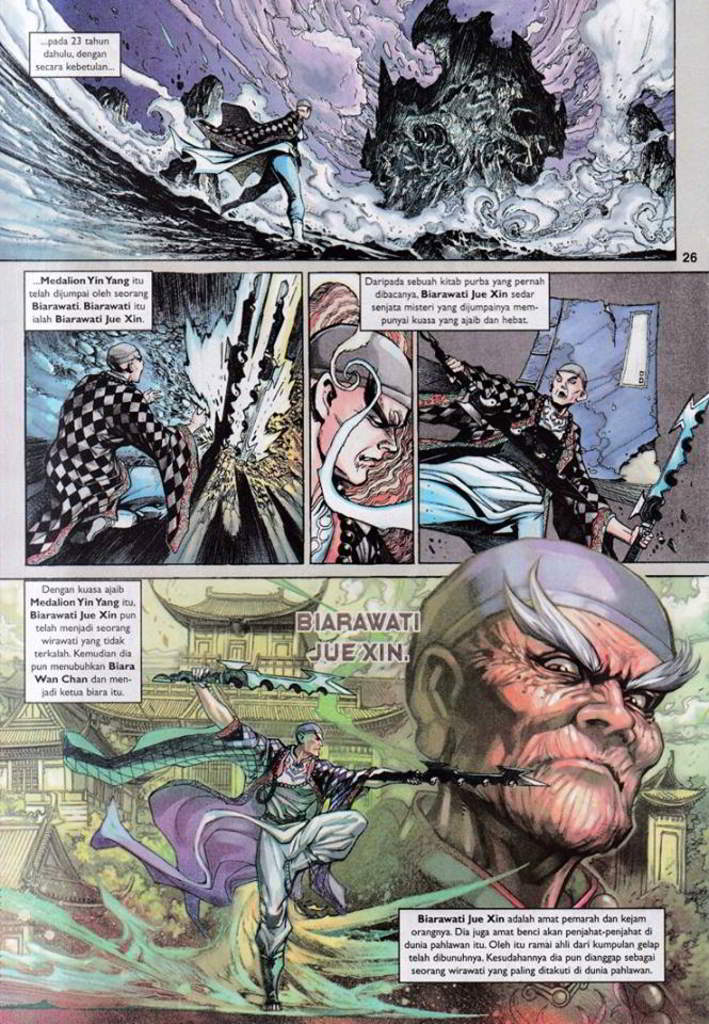 ...pada 23 tahun
dahulu, dengan
secara kebetulan...
26
...Medalion Yin Yang itu
telah dijumpai oleh seorang
Biarawati. Biarawati itu
ialah Biarawati Jue Xin.
Daripada sebuah kitab purba yang pernah
dibacanya, Biarawati Jue Xin sedar
senjata misteri yang dijumpainya mem-
punyai kuasa yang ajaib dan hebat.
Dengan kuasa ajaib
Medalion Yin Yang itu,
Biarawati Jue Xin pun
telah menjadi seorang
wirawati yang tidak
terkalah. Kemudian dia
pun menubuhkan Biara
Wan Chan dan men-
jadi ketua biara itu.
BIARAWATI
JUE XIN.
Biarawati Jue Xin adalah amat pemarah dan kejam
orangnya. Dia juga amat benci akan penjahat-penjahat di
dunia pahlawan itu. Oleh itu ramai ahli dari kumpulan gelap
telah dibunuhnya. Kesudahannya dia pun dianggap sebagai
seorang wirawati yang paling ditakuti di dunia pahlawan.